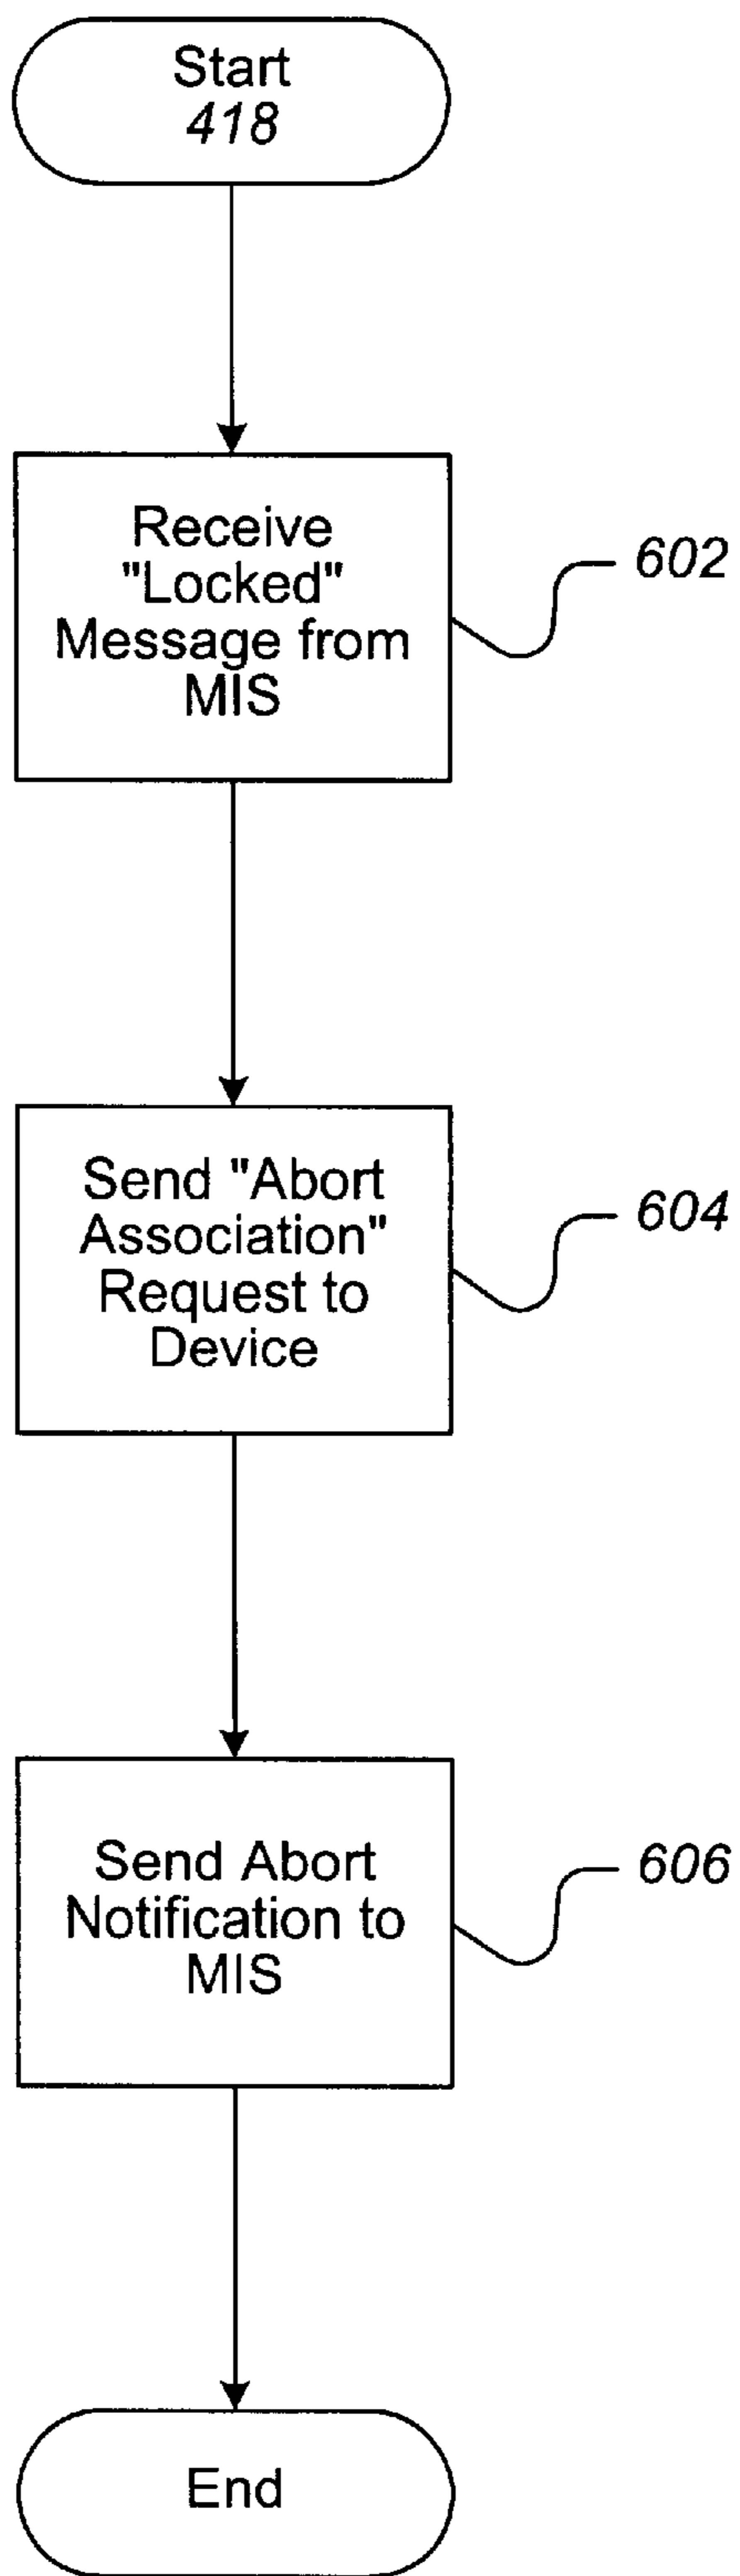 Start
418
Receive
"Locked"
Message from
MIS
602
Send "Abort
Association"
Request to
Device
604
Send Abort
Notification to
MIS
606
End